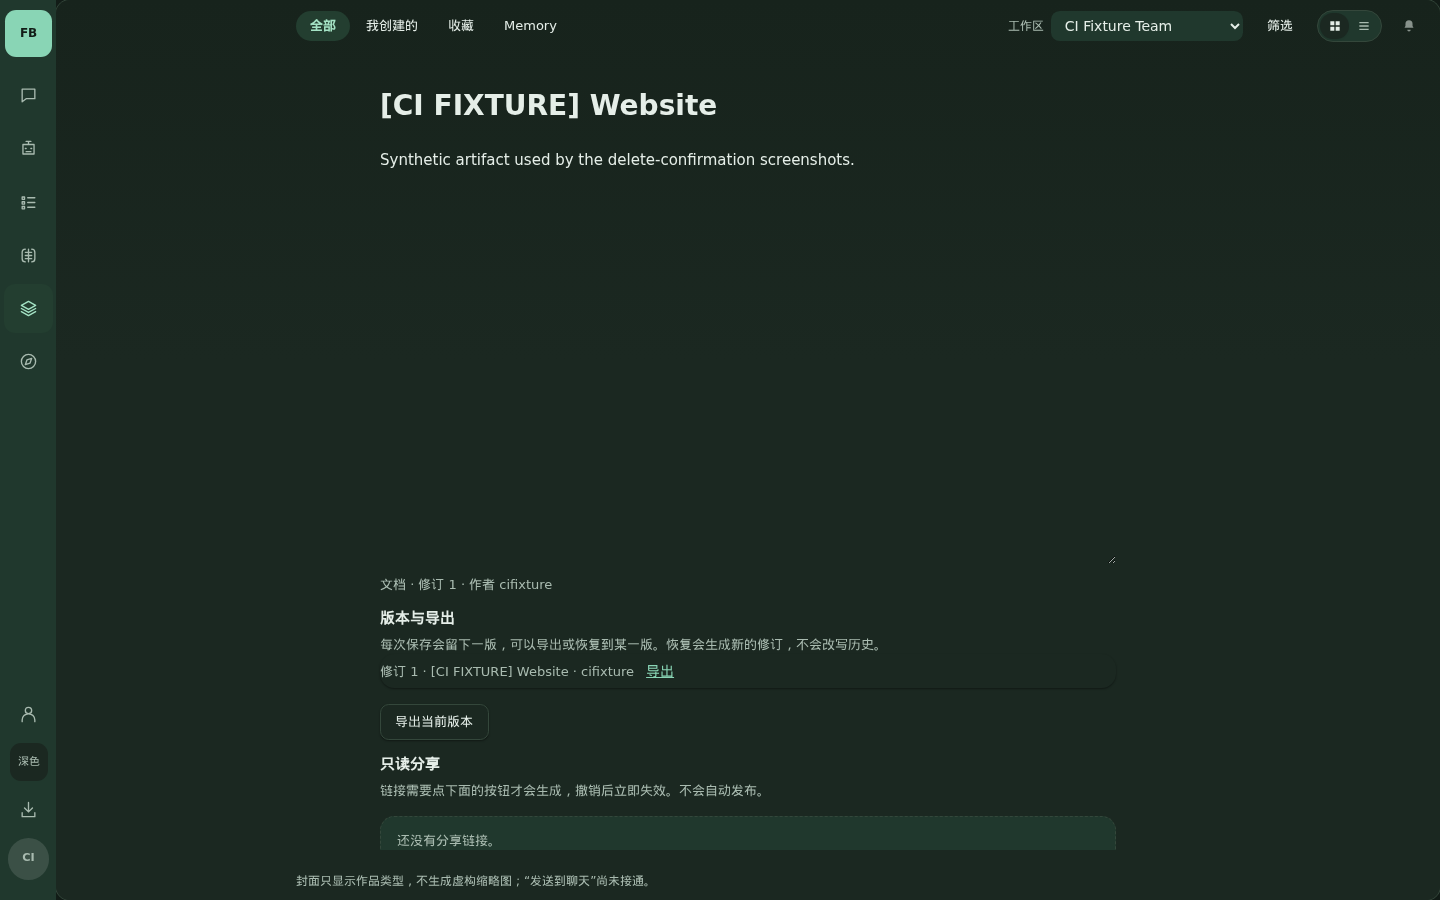 FB
全部
我创建的
收藏
Memory
工作区
CI Fixture Team
筛选
[CI FIXTURE] Website
Synthetic artifact used by the delete-confirmation screenshots.
文档 · 修订 1 · 作者 cifixture
版本与导出
每次保存会留下一版，可以导出或恢复到某一版。恢复会生成新的修订，不会改写历史。
修订 1 · [CI FIXTURE] Website · cifixture 导出
导出当前版本
只读分享
链接需要点下面的按钮才会生成，撤销后立即失效。不会自动发布。
还没有分享链接。
深色
CI
封面只显示作品类型，不生成虚构缩略图；“发送到聊天”尚未接通。